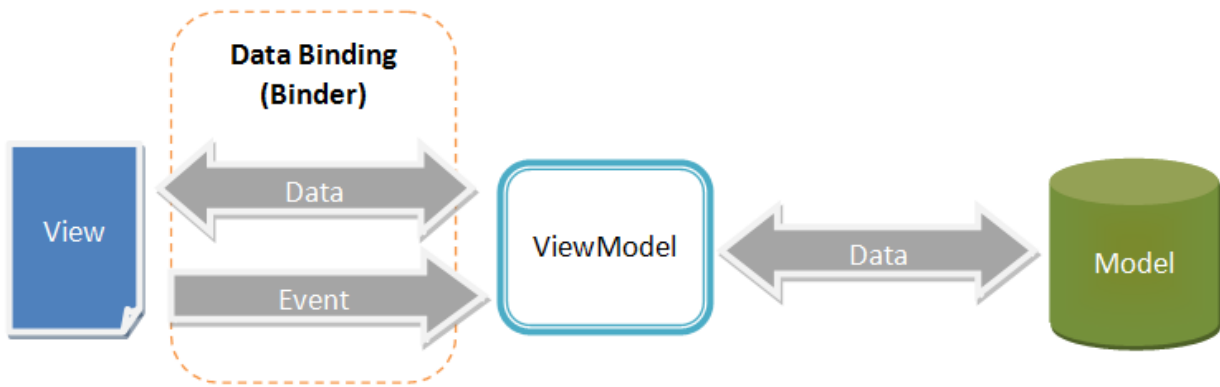 Data Binding
(Binder)
Data
View
ViewModel
Data
Model
Event